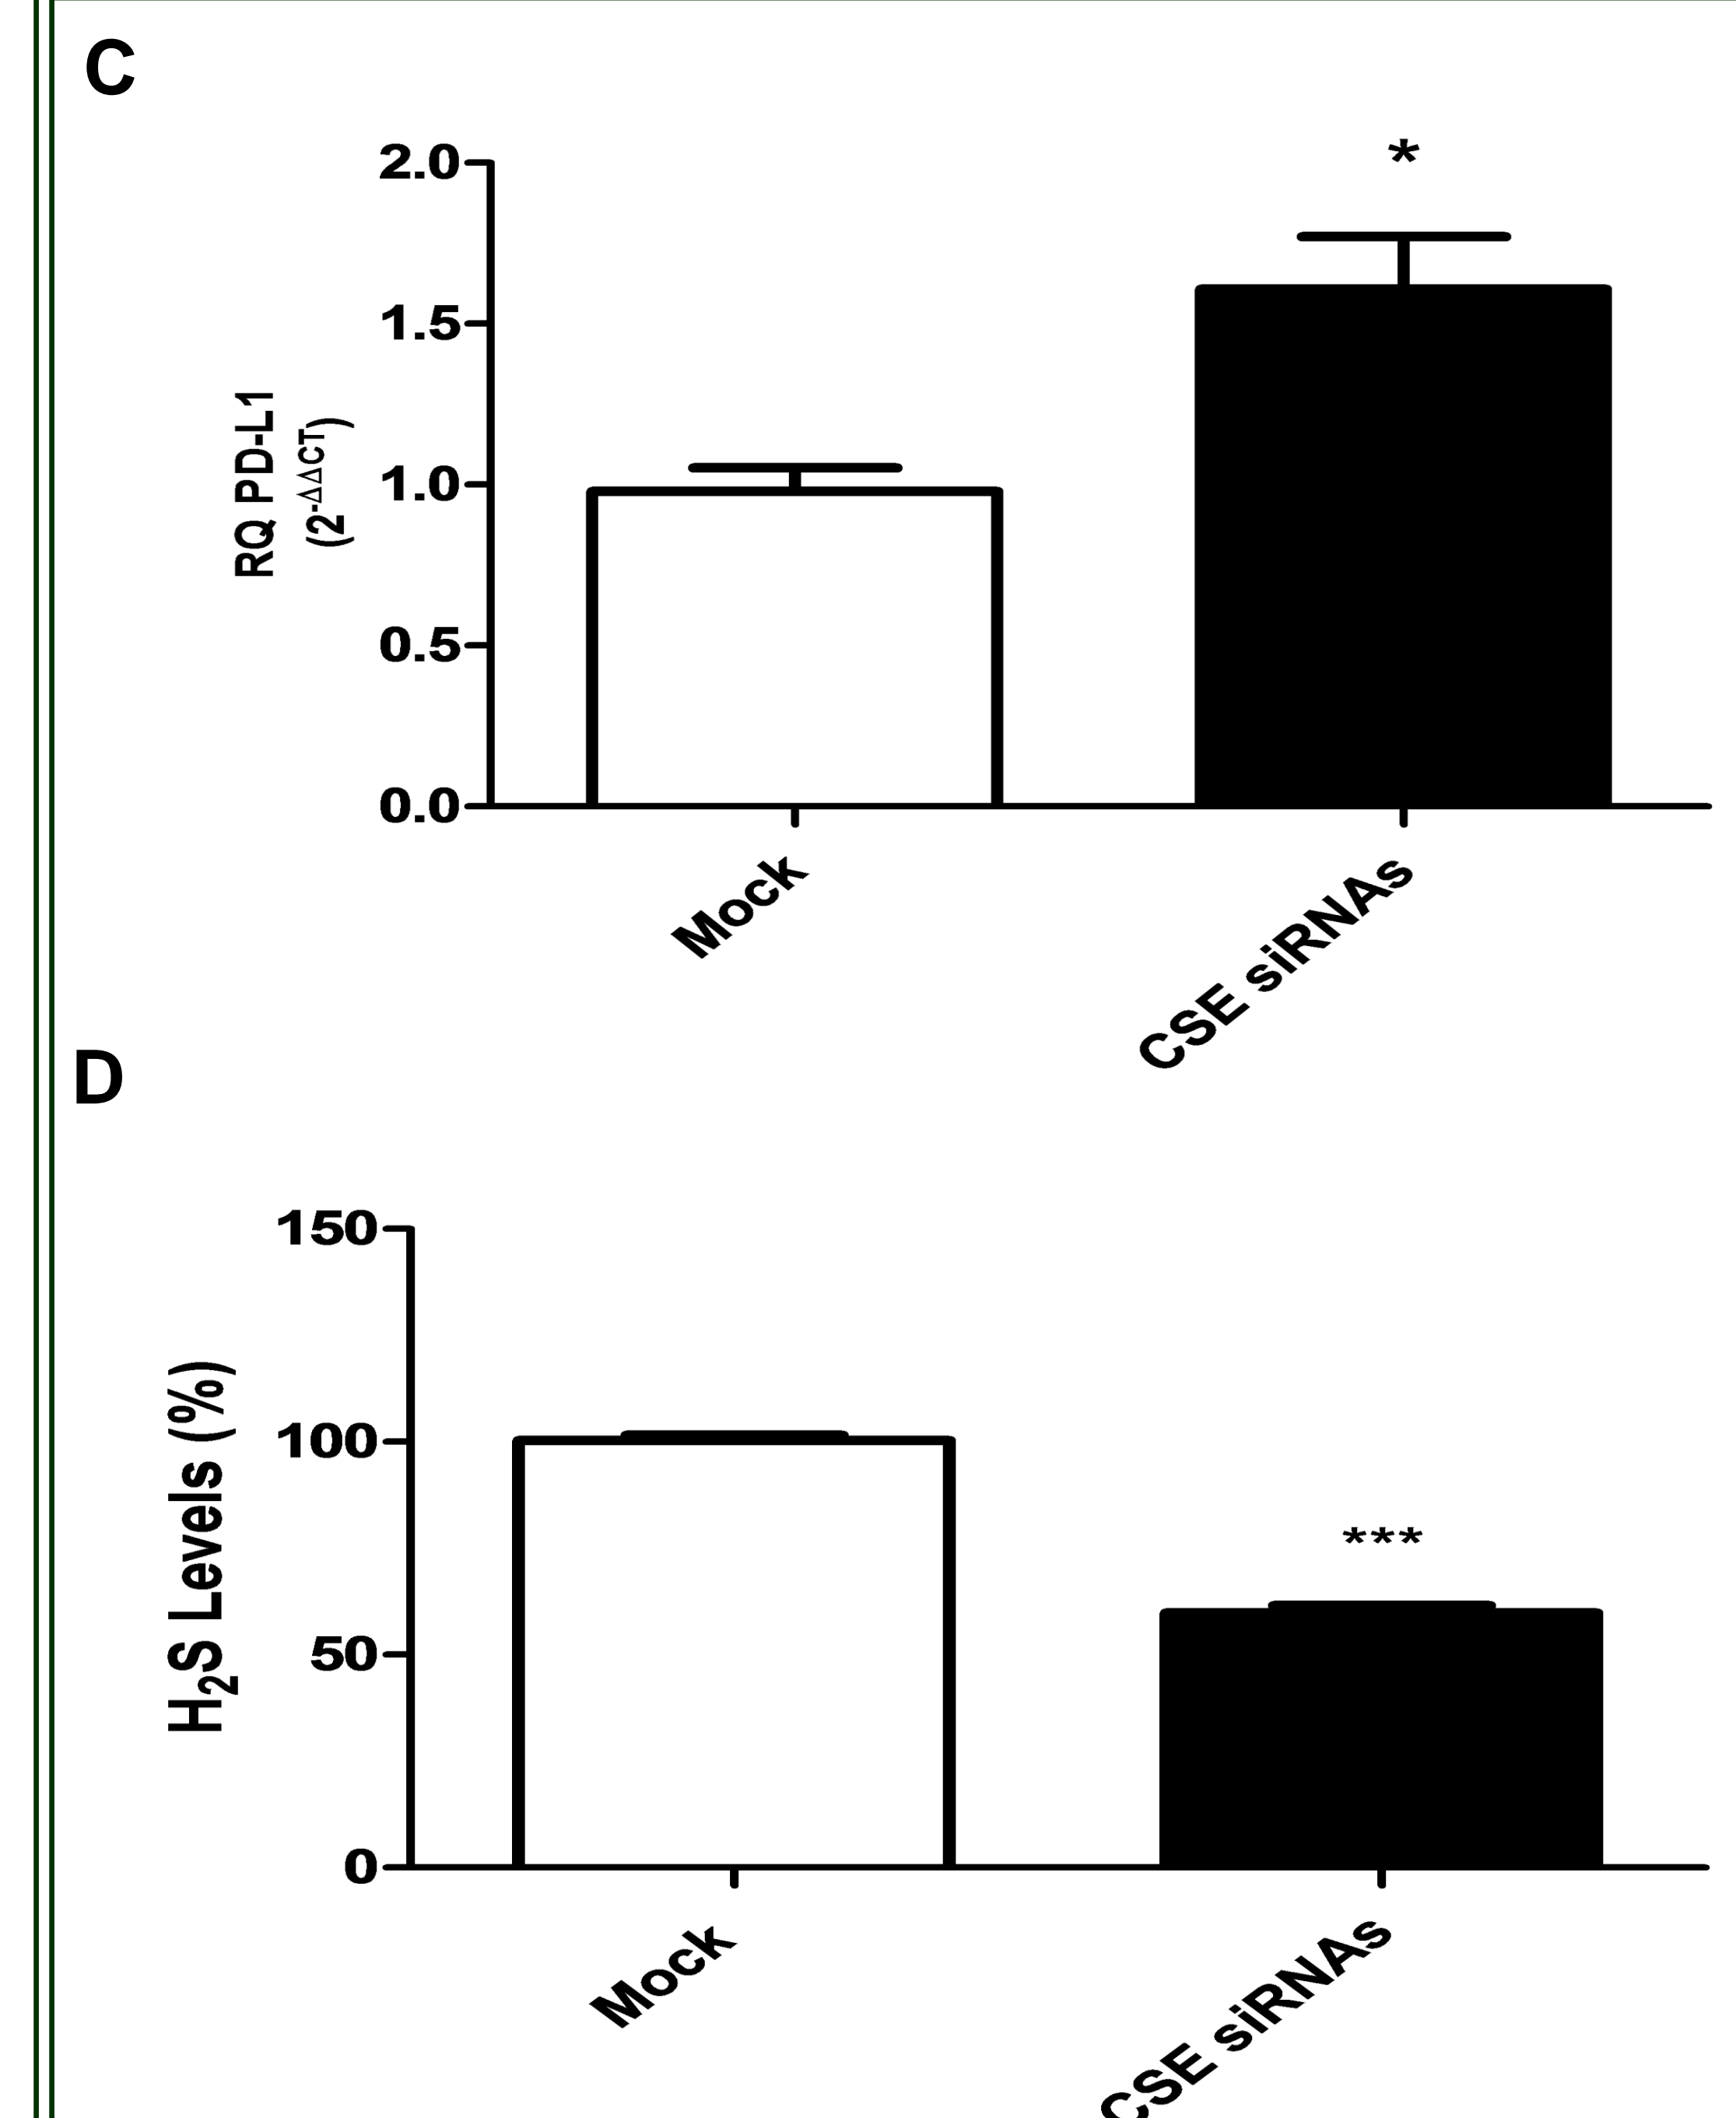 C
2.0
1.5
1.0
0.5
0.0
RQ PD-L1
(2-ΔΔCT)
*
Mock
CSE siRNAs
D
150
100
50
0
H₂S Levels (%)
***
Mock
CSE siRNAs